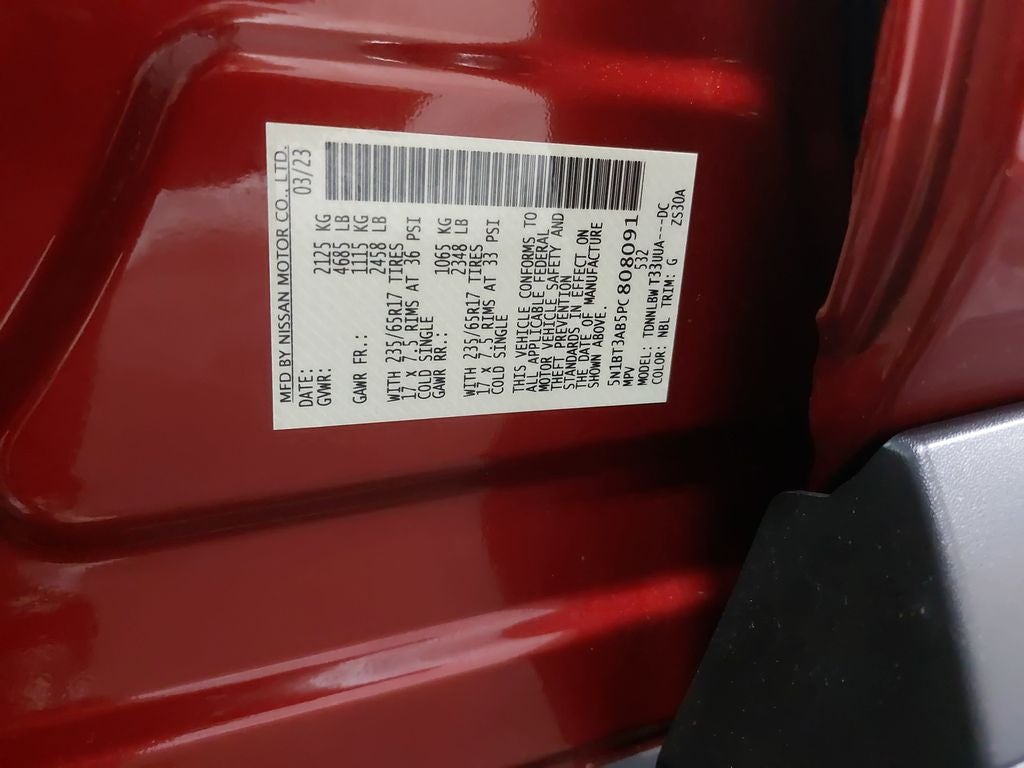 MFD BY NISSAN MOTOR CO., LTD.
DATE: 03/23
GVWR: 2125 KG
4685 LB
GAWR FR.: 1115 KG
2458 LB
WITH 235/65R17 TIRES
17 X 7.5 RIMS AT 36 PSI
COLD SINGLE
GAWR RR.: 1065 KG
2348 LB
WITH 235/65R17 TIRES
17 X 7.5 RIMS AT 33 PSI
COLD SINGLE
THIS VEHICLE CONFORMS TO
ALL APPLICABLE FEDERAL
MOTOR VEHICLE SAFETY AND
THEFT PREVENTION
STANDARDS IN EFFECT ON
THE DATE OF MANUFACTURE
SHOWN ABOVE.
5N1BT3AB5PC808091
MPV 532
MODEL: TDNNLBWT33UUA---DC
COLOR: NBL TRIM: G ZS30A